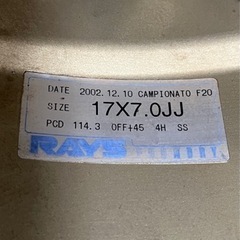 DATE 2002.12.10 CAMPIONATO F20
SIZE 17X7.0JJ
PCD 114.3 OFF+45 4H SS
RAYS